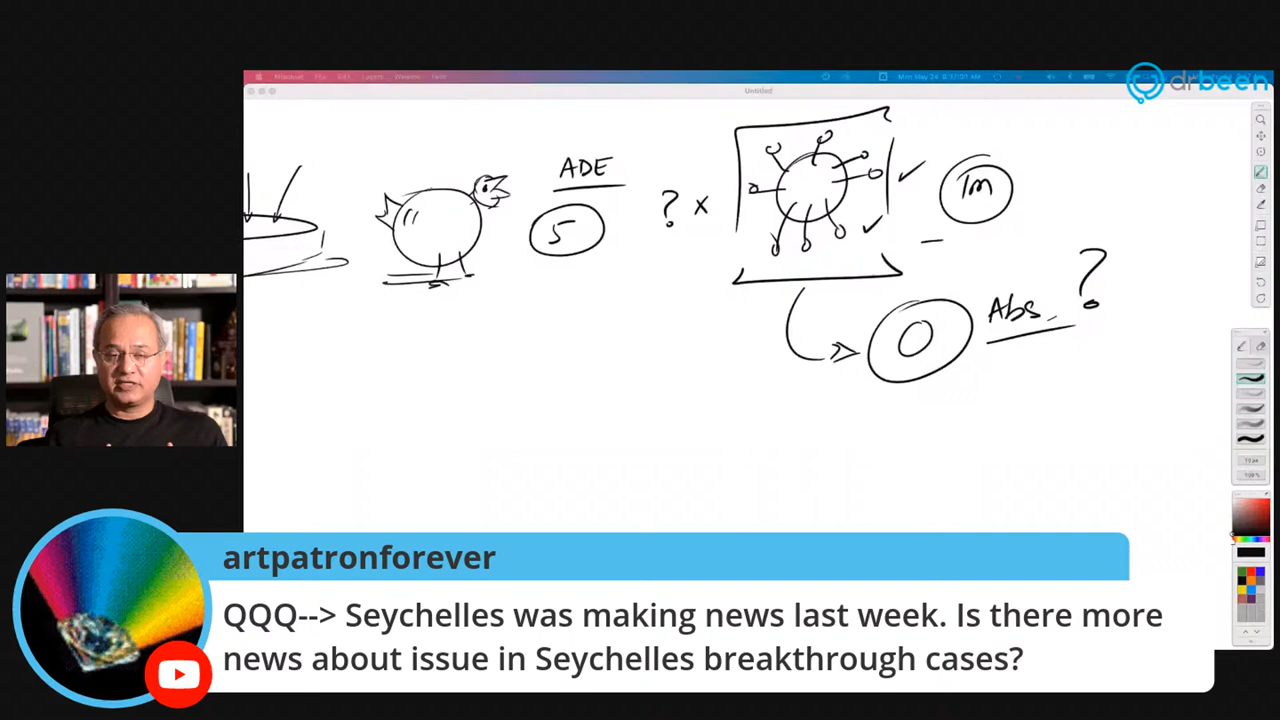 Untitled
drbeen
ADE
5
? x
1m
0
Abs. ?
artpatronforever
QQQ--> Seychelles was making news last week. Is there more
news about issue in Seychelles breakthrough cases?